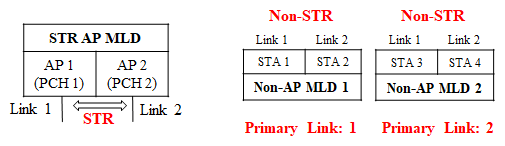 STR AP MLD
AP 1
(PCH 1)
AP 2
(PCH 2)
Link 1
STR
Link 2
Non-STR
Link 1
Link 2
STA 1
STA 2
Non-AP MLD 1
Primary Link: 1
Non-STR
Link 1
Link 2
STA 3
STA 4
Non-AP MLD 2
Primary Link: 2